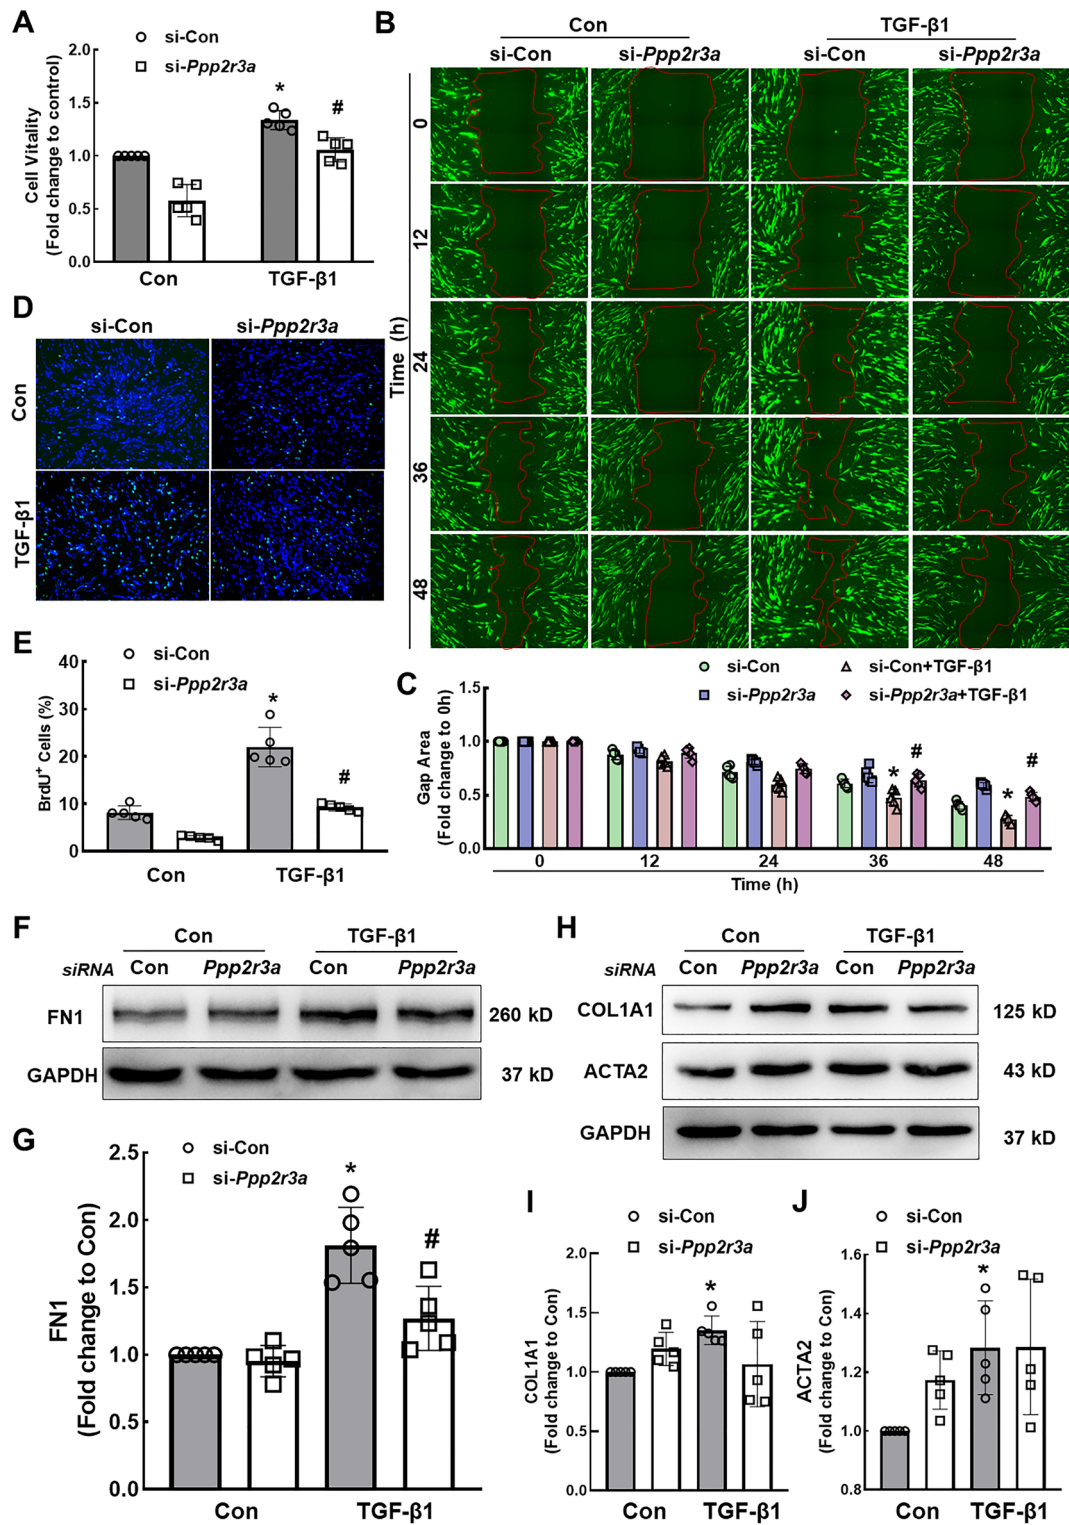 A
si-Con
si-Ppp2r3a
Cell Vitality
(Fold change to control)
2.0
1.5
1.0
0.5
0.0
*
#
Con
TGF-β1
B
Con
TGF-β1
si-Con
si-Ppp2r3a
si-Con
si-Ppp2r3a
Time (h)
0
12
24
36
48
D
si-Con
si-Ppp2r3a
Con
TGF-β1
E
si-Con
si-Ppp2r3a
BrdU+ Cells (%)
40
30
20
10
0
*
#
Con
TGF-β1
C
si-Con
si-Con+TGF-β1
si-Ppp2r3a
si-Ppp2r3a+TGF-β1
Gap Area
(Fold change to 0h)
1.5
1.0
0.5
0.0
*
#
*
#
0
12
24
36
48
Time (h)
F
Con
TGF-β1
siRNA Con Ppp2r3a Con Ppp2r3a
FN1
260 kD
GAPDH
37 kD
H
Con
TGF-β1
siRNA Con Ppp2r3a Con Ppp2r3a
COL1A1
125 kD
ACTA2
43 kD
GAPDH
37 kD
G
si-Con
si-Ppp2r3a
FN1
(Fold change to Con)
2.5
2.0
1.5
1.0
0.5
0.0
*
#
Con
TGF-β1
I
si-Con
si-Ppp2r3a
COL1A1
(Fold change to Con)
2.0
1.5
1.0
0.5
0.0
*
Con
TGF-β1
J
si-Con
si-Ppp2r3a
ACTA2
(Fold change to Con)
1.6
1.4
1.2
1.0
0.8
*
Con
TGF-β1